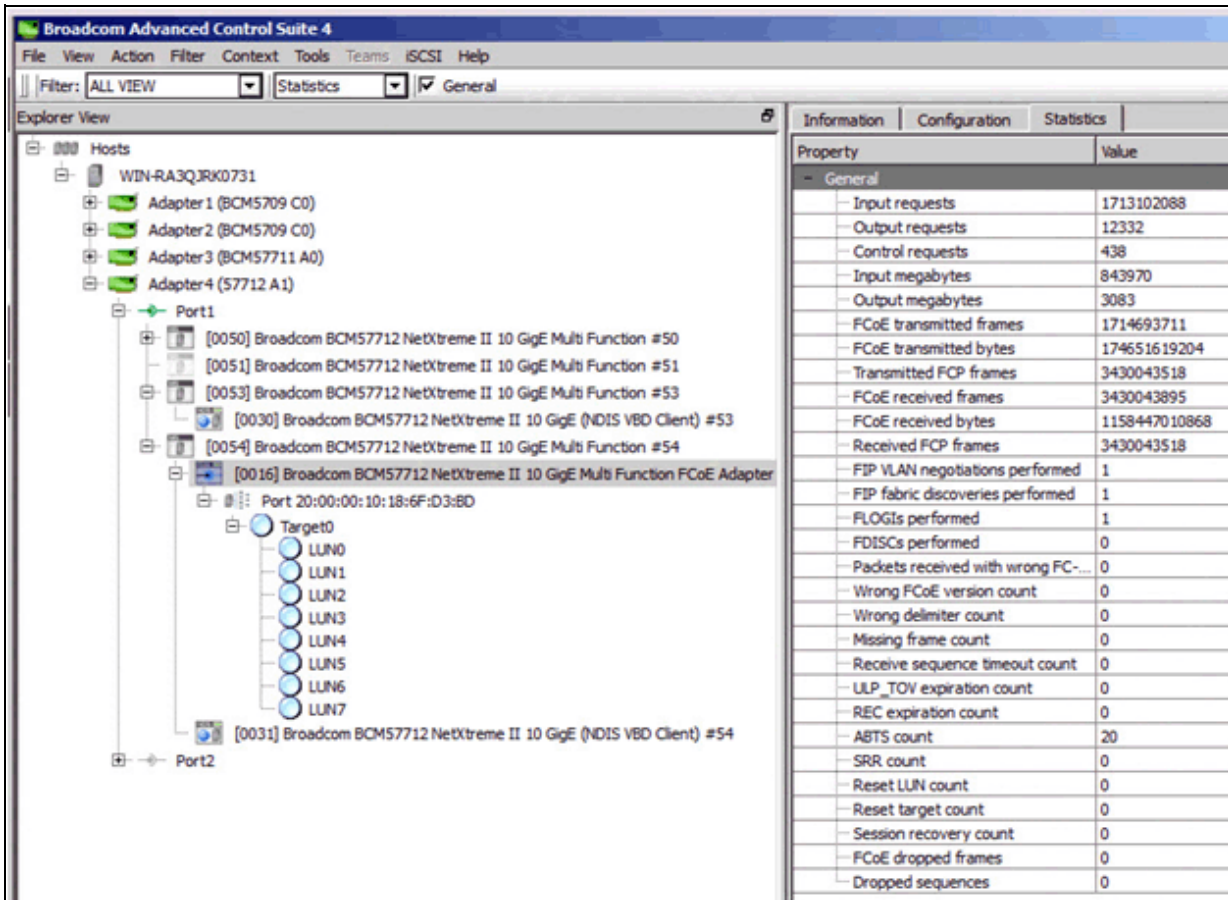 Broadcom Advanced Control Suite 4
File View Action Filter Context Tools Teams iSCSI Help
Filter: ALL VIEW Statistics General
Explorer View
Hosts
WIN-RA3QJRK0731
Adapter1 (BCM5709 C0)
Adapter2 (BCM5709 C0)
Adapter3 (BCM57711 A0)
Adapter4 (57712 A1)
Port1
[0050] Broadcom BCM57712 NetXtreme II 10 GigE Multi Function #50
[0051] Broadcom BCM57712 NetXtreme II 10 GigE Multi Function #51
[0053] Broadcom BCM57712 NetXtreme II 10 GigE Multi Function #53
[0030] Broadcom BCM57712 NetXtreme II 10 GigE (NDIS VBD Client) #53
[0054] Broadcom BCM57712 NetXtreme II 10 GigE Multi Function #54
[0016] Broadcom BCM57712 NetXtreme II 10 GigE Multi Function FCoE Adapter
Port 20:00:00:10:18:6F:D3:BD
Target0
LUN0
LUN1
LUN2
LUN3
LUN4
LUN5
LUN6
LUN7
[0031] Broadcom BCM57712 NetXtreme II 10 GigE (NDIS VBD Client) #54
Port2
Information Configuration Statistics
Property Value
General
Input requests 1713102088
Output requests 12332
Control requests 438
Input megabytes 843970
Output megabytes 3083
FCoE transmitted frames 1714693711
FCoE transmitted bytes 174651619204
Transmitted FCP frames 3430043518
FCoE received frames 3430043895
FCoE received bytes 1158447010868
Received FCP frames 3430043518
FIP VLAN negotiations performed 1
FIP fabric discoveries performed 1
FLOGIs performed 1
FDISCs performed 0
Packets received with wrong FC-... 0
Wrong FCoE version count 0
Wrong delimiter count 0
Missing frame count 0
Receive sequence timeout count 0
ULP_TOV expiration count 0
REC expiration count 0
ABTS count 20
SRR count 0
Reset LUN count 0
Reset target count 0
Session recovery count 0
FCoE dropped frames 0
Dropped sequences 0